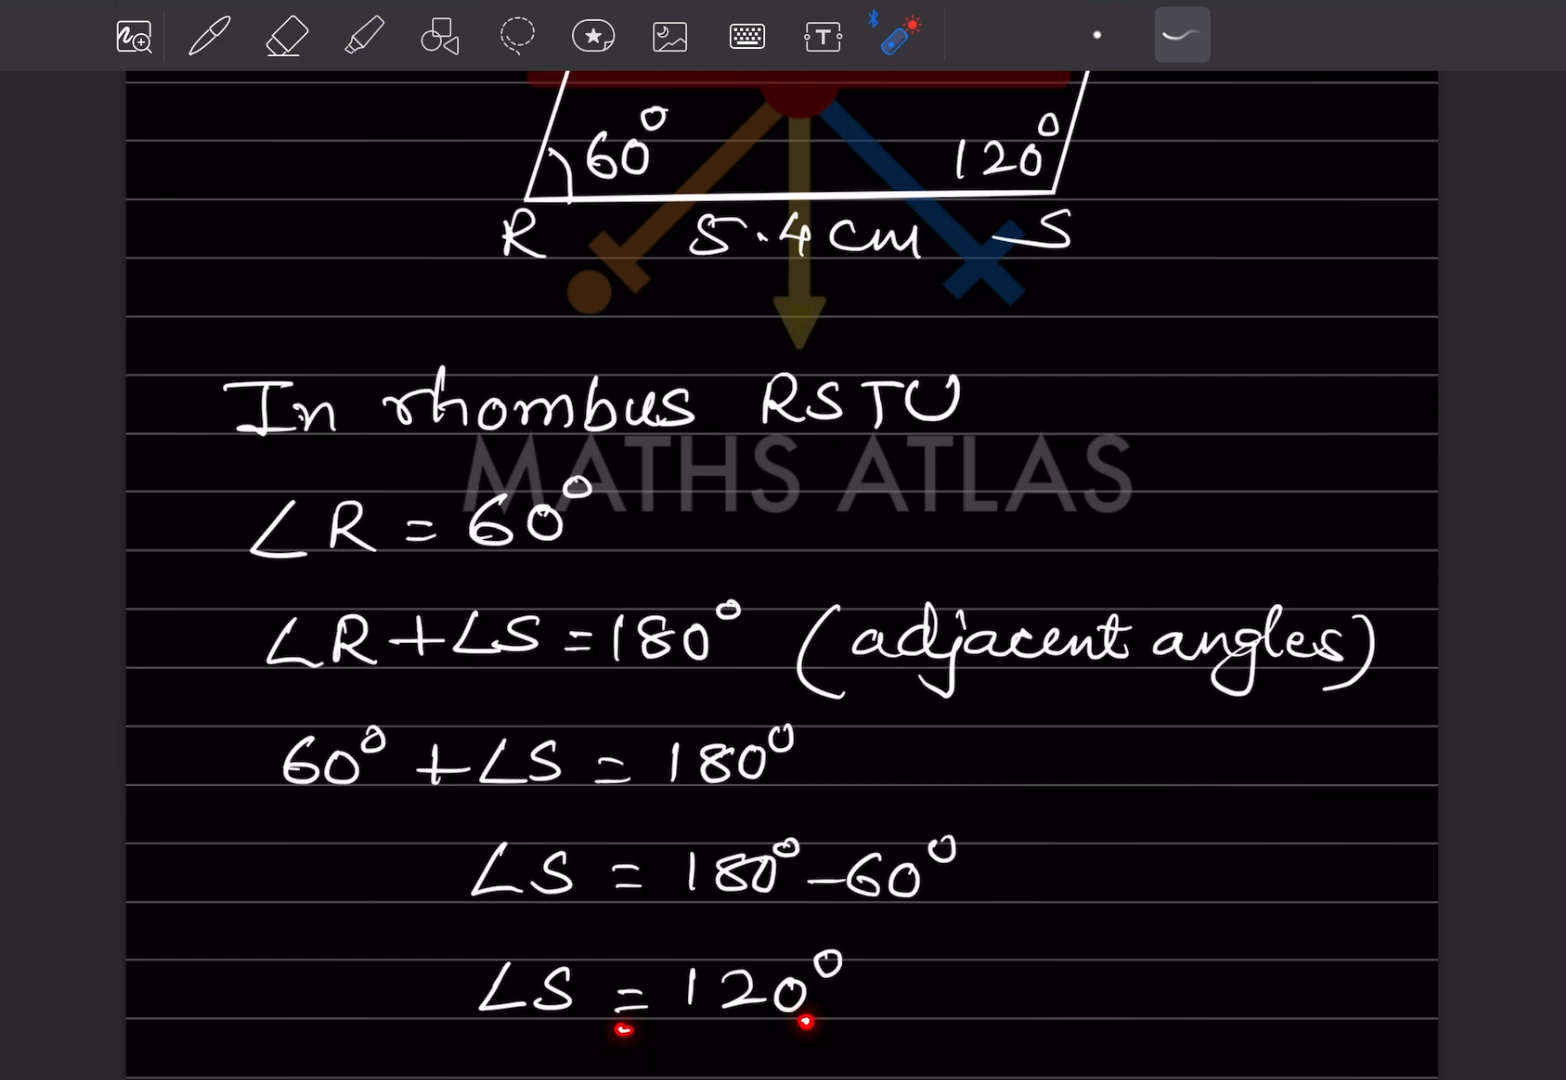 60° 120°
R 5.4 cm S
In rhombus RSTU
MATHS ATLAS
∠R = 60°
∠R + ∠S = 180° (adjacent angles)
60° + ∠S = 180°
∠S = 180° - 60°
∠S = 120°